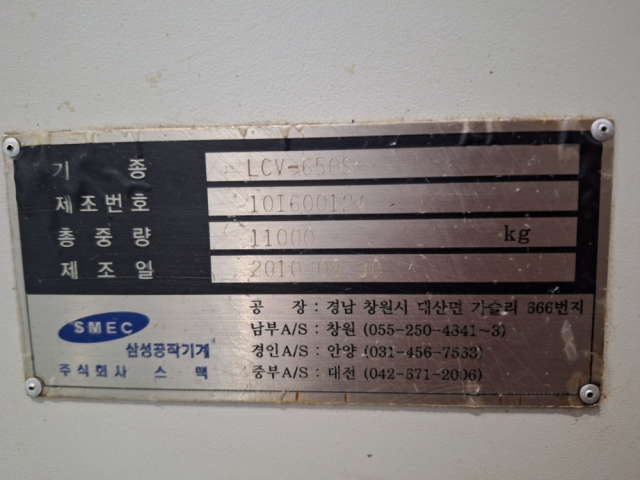 기 종 LCV-650S
제조번호
총중량 11000 kg
제조일
공 장 : 경남 창원시 대산면 가술리 666번지
SMEC 남부A/S : 창원 (055-250-4341~3)
삼성공작기계 경인A/S : 안양 (031-456-7563)
주식회사 스맥 중부A/S : 대전 (042-671-2006)